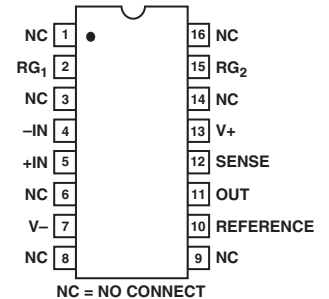 NC 1 16 NC
RG₁ 2 15 RG₂
NC 3 14 NC
–IN 4 13 V+
+IN 5 12 SENSE
NC 6 11 OUT
V– 7 10 REFERENCE
NC 8 9 NC
NC = NO CONNECT